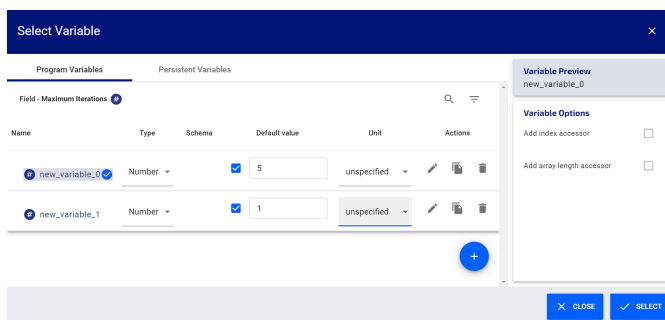 Select Variable
Program Variables
Persistent Variables
Field - Maximum Iterations #
Name Type Schema Default value Unit Actions
# new_variable_0 Number 5 unspecified
# new_variable_1 Number 1 unspecified
+
Variable Preview
new_variable_0
Variable Options
Add index accessor
Add array length accessor
CLOSE
SELECT